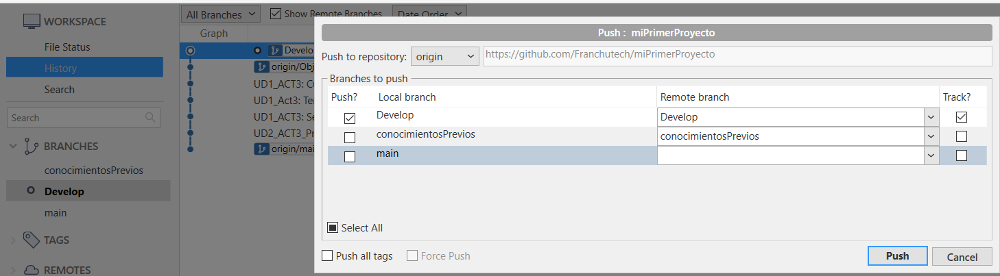 WORKSPACE
File Status
History
Search
Search
BRANCHES
conocimientosPrevios
Develop
main
TAGS
REMOTES
All Branches
Show Remote Branches
Date Order
Graph
Develo
origin/Obj
UD1_ACT3: Cu
UD1_Act3: Ter
UD1_ACT3: Se
UD2_ACT3_Pr
origin/mai
Push : miPrimerProyecto
Push to repository: origin https://github.com/Franchutech/miPrimerProyecto
Branches to push
Push? Local branch Remote branch Track?
Develop Develop
conocimientosPrevios conocimientosPrevios
main
Select All
Push all tags Force Push
Push Cancel